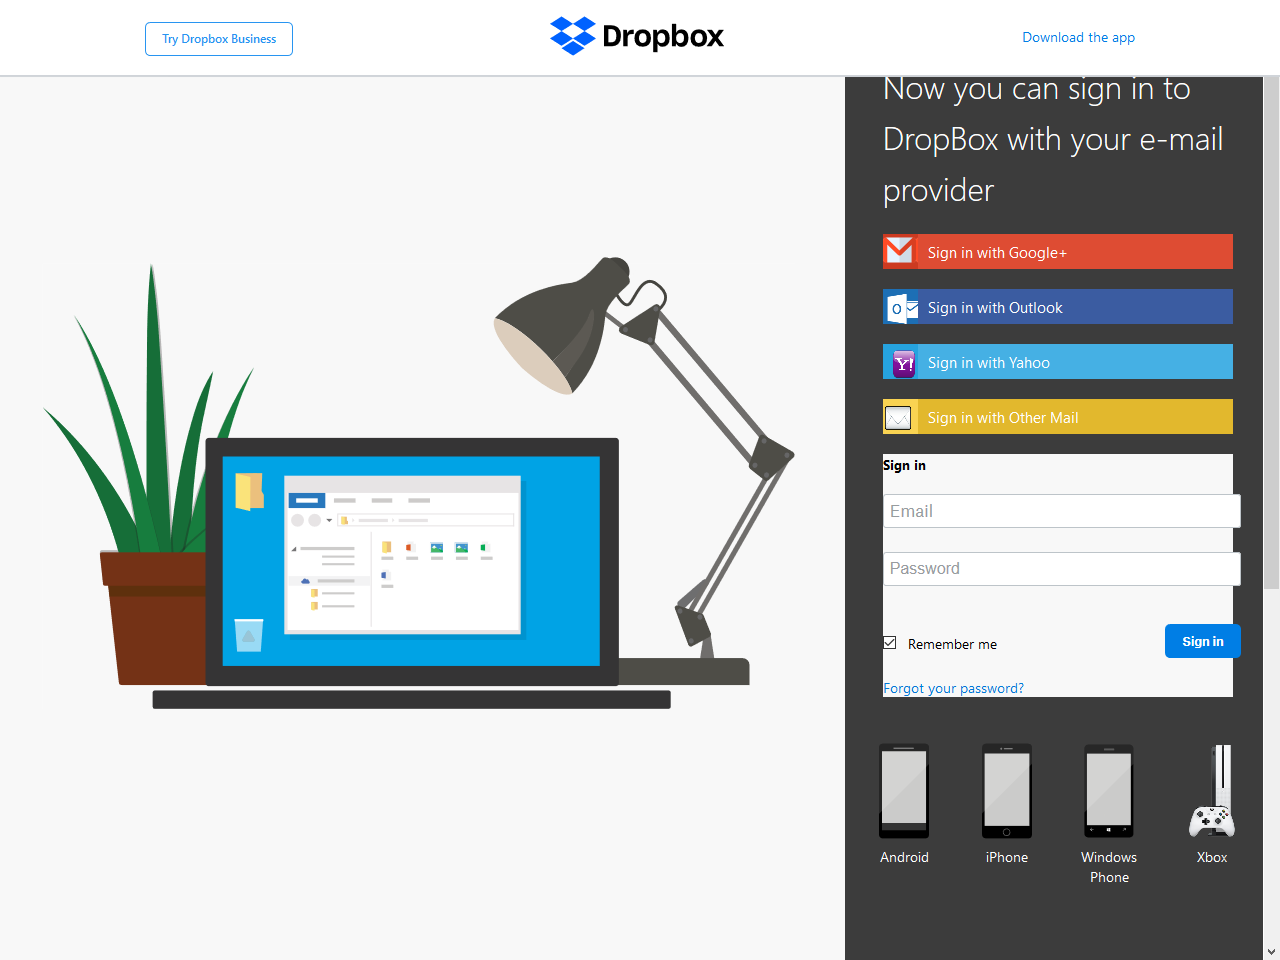 Try Dropbox Business
Dropbox
Download the app
Now you can sign in to
DropBox with your e-mail
provider
Sign in with Google+
Sign in with Outlook
Sign in with Yahoo
Sign in with Other Mail
Sign in
Email
Password
Remember me
Sign in
Forgot your password?
Android
iPhone
Windows
Phone
Xbox